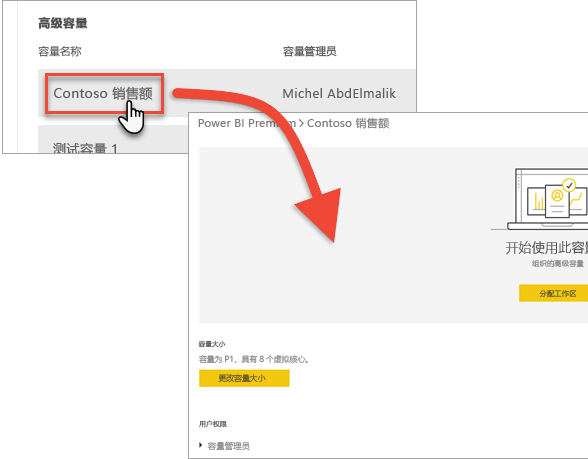 高级容量
容量名称 容量管理员
Contoso 销售额 Michel AbdElmalik
测试容量 1
Power BI Premium > Contoso 销售额
开始使用此容
组织的高级容量
分配工作区
容量大小
容量为 P1，具有 8 个虚拟核心。
更改容量大小
用户权限
容量管理员